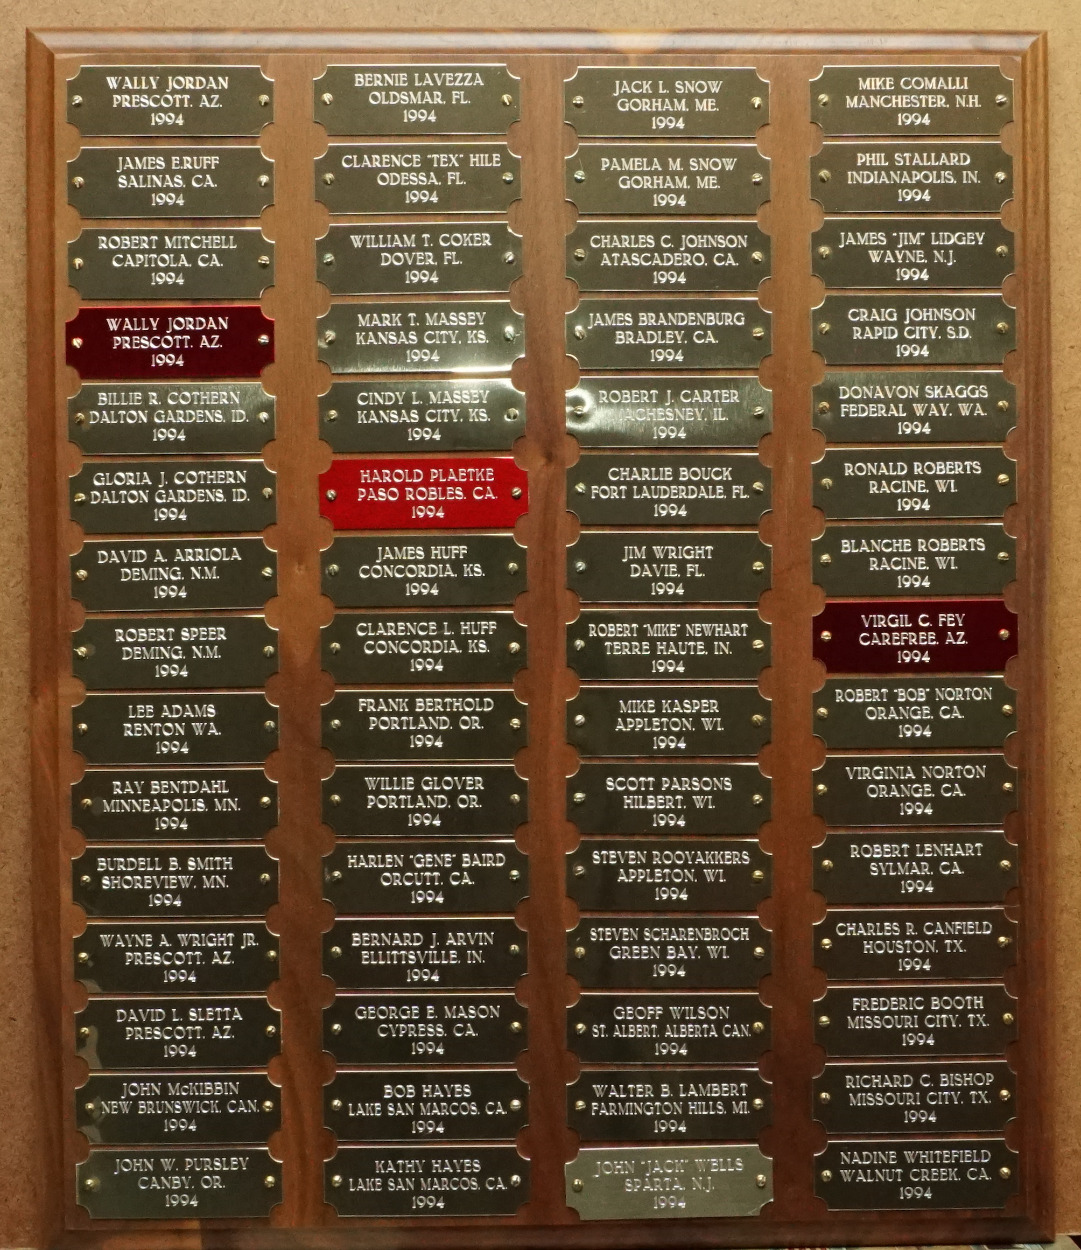 WALLY JORDAN
PRESCOTT, AZ.
1994
JAMES E.RUFF
SALINAS, CA.
1994
ROBERT MITCHELL
CAPITOLA, CA.
1994
WALLY JORDAN
PRESCOTT, AZ.
1994
BILLIE R. COTHERN
DALTON GARDENS, ID.
1994
GLORIA J. COTHERN
DALTON GARDENS, ID.
1994
DAVID A. ARRIOLA
DEMING, N.M.
1994
ROBERT SPEER
DEMING, N.M.
1994
LEE ADAMS
RENTON WA.
1994
RAY BENTDAHL
MINNEAPOLIS, MN.
1994
BURDELL B. SMITH
SHOREVIEW, MN.
1994
WAYNE A. WRIGHT JR.
PRESCOTT, AZ.
1994
DAVID L. SLETTA
PRESCOTT, AZ.
1994
JOHN McKIBBIN
NEW BRUNSWICK, CAN.
1994
JOHN W. PURSLEY
CANBY, OR.
1994
BERNIE LAVEZZA
OLDSMAR, FL.
1994
CLARENCE "TEX" HILE
ODESSA, FL.
1994
WILLIAM T. COKER
DOVER, FL.
1994
MARK T. MASSEY
KANSAS CITY, KS.
1994
CINDY L. MASSEY
KANSAS CITY, KS.
1994
HAROLD PLAETKE
PASO ROBLES, CA.
1994
JAMES HUFF
CONCORDIA, KS.
1994
CLARENCE L. HUFF
CONCORDIA, KS.
1994
FRANK BERTHOLD
PORTLAND, OR.
1994
WILLIE GLOVER
PORTLAND, OR.
1994
HARLEN "GENE" BAIRD
ORCUTT, CA.
1994
BERNARD J. ARVIN
ELLITTSVILLE, IN.
1994
GEORGE E. MASON
CYPRESS, CA.
1994
BOB HAYES
LAKE SAN MARCOS, CA.
1994
KATHY HAYES
LAKE SAN MARCOS, CA.
1994
JACK L. SNOW
GORHAM, ME.
1994
PAMELA M. SNOW
GORHAM, ME.
1994
CHARLES C. JOHNSON
ATASCADERO, CA.
1994
JAMES BRANDENBURG
BRADLEY, CA.
1994
ROBERT J. CARTER
MACHESNEY, IL.
1994
CHARLIE BOUCK
FORT LAUDERDALE, FL.
1994
JIM WRIGHT
DAVIE, FL.
1994
ROBERT "MIKE" NEWHART
TERRE HAUTE, IN.
1994
MIKE KASPER
APPLETON, WI.
1994
SCOTT PARSONS
HILBERT, WI.
1994
STEVEN ROOYAKKERS
APPLETON, WI.
1994
STEVEN SCHARENBROCH
GREEN BAY, WI.
1994
GEOFF WILSON
ST. ALBERT, ALBERTA CAN.
1994
WALTER B. LAMBERT
FARMINGTON HILLS, MI.
1994
JOHN "JACK" WELLS
SPARTA, N.J.
1994
MIKE COMALLI
MANCHESTER, N.H.
1994
PHIL STALLARD
INDIANAPOLIS, IN.
1994
JAMES "JIM" LIDGEY
WAYNE, N.J.
1994
CRAIG JOHNSON
RAPID CITY, S.D.
1994
DONAVON SKAGGS
FEDERAL WAY, WA.
1994
RONALD ROBERTS
RACINE, WI.
1994
BLANCHE ROBERTS
RACINE, WI.
1994
VIRGIL C. FEY
CAREFREE, AZ.
1994
ROBERT "BOB" NORTON
ORANGE, CA.
1994
VIRGINIA NORTON
ORANGE, CA.
1994
ROBERT LENHART
SYLMAR, CA.
1994
CHARLES R. CANFIELD
HOUSTON, TX.
1994
FREDERIC BOOTH
MISSOURI CITY, TX.
1994
RICHARD C. BISHOP
MISSOURI CITY, TX.
1994
NADINE WHITEFIELD
WALNUT CREEK, CA.
1994